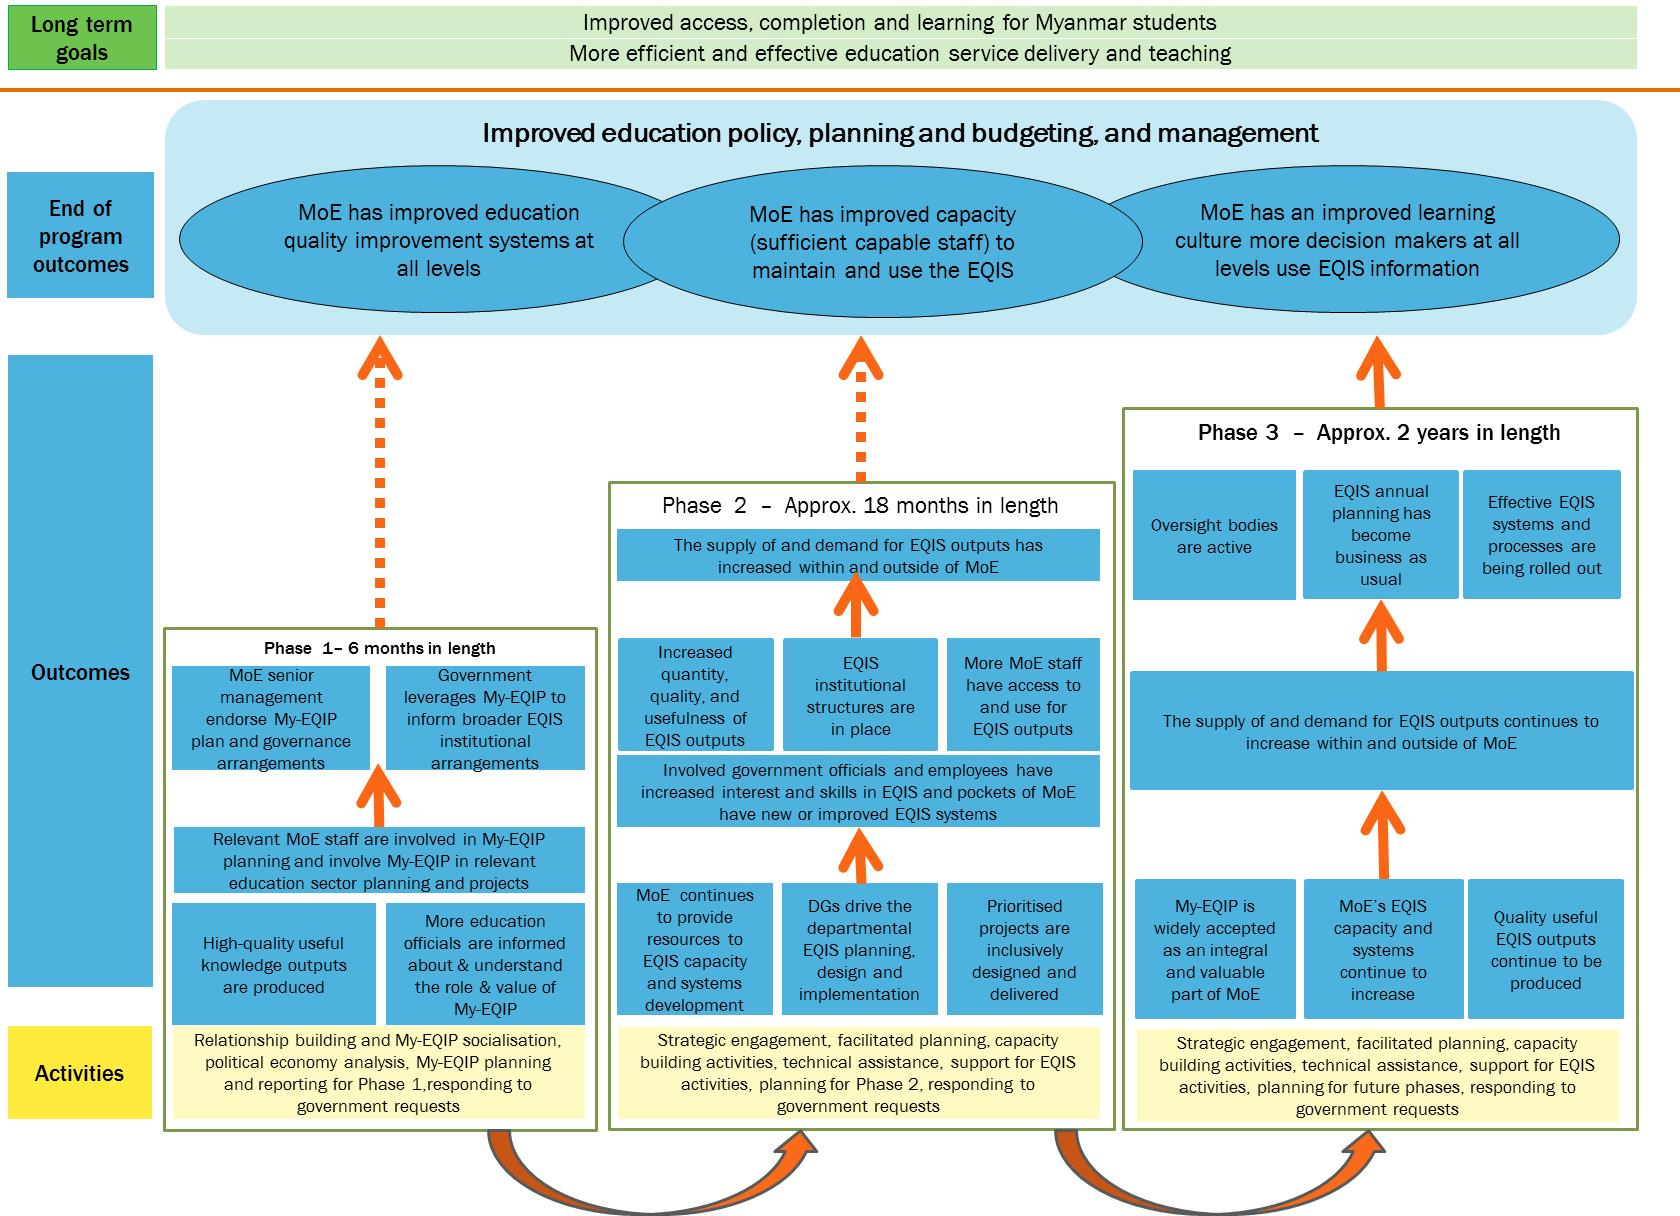 Long term
goals
Improved access, completion and learning for Myanmar students
More efficient and effective education service delivery and teaching
End of
program
outcomes
Improved education policy, planning and budgeting, and management
MoE has improved education
quality improvement systems at
all levels
MoE has improved capacity
(sufficient capable staff) to
maintain and use the EQIS
MoE has an improved learning
culture more decision makers at all
levels use EQIS information
Outcomes
Phase 1– 6 months in length
MoE senior
management
endorse My-EQIP
plan and governance
arrangements
Government
leverages My-EQIP to
inform broader EQIS
institutional
arrangements
Relevant MoE staff are involved in My-EQIP
planning and involve My-EQIP in relevant
education sector planning and projects
High-quality useful
knowledge outputs
are produced
More education
officials are informed
about & understand
the role & value of
My-EQIP
Phase 2 – Approx. 18 months in length
The supply of and demand for EQIS outputs has
increased within and outside of MoE
Increased
quantity,
quality, and
usefulness of
EQIS outputs
EQIS
institutional
structures are
in place
More MoE staff
have access to
and use for
EQIS outputs
Involved government officials and employees have
increased interest and skills in EQIS and pockets of MoE
have new or improved EQIS systems
MoE continues
to provide
resources to
EQIS capacity
and systems
development
DGs drive the
departmental
EQIS planning,
design and
implementation
Prioritised
projects are
inclusively
designed and
delivered
Phase 3 – Approx. 2 years in length
Oversight bodies
are active
EQIS annual
planning has
become
business as
usual
Effective EQIS
systems and
processes are
being rolled out
The supply of and demand for EQIS outputs continues to
increase within and outside of MoE
My-EQIP is
widely accepted
as an integral
and valuable
part of MoE
MoE's EQIS
capacity and
systems
continue to
increase
Quality useful
EQIS outputs
continue to be
produced
Activities
Relationship building and My-EQIP socialisation,
political economy analysis, My-EQIP planning
and reporting for Phase 1,responding to
government requests
Strategic engagement, facilitated planning, capacity
building activities, technical assistance, support for EQIS
activities, planning for Phase 2, responding to
government requests
Strategic engagement, facilitated planning, capacity
building activities, technical assistance, support for EQIS
activities, planning for future phases, responding to
government requests